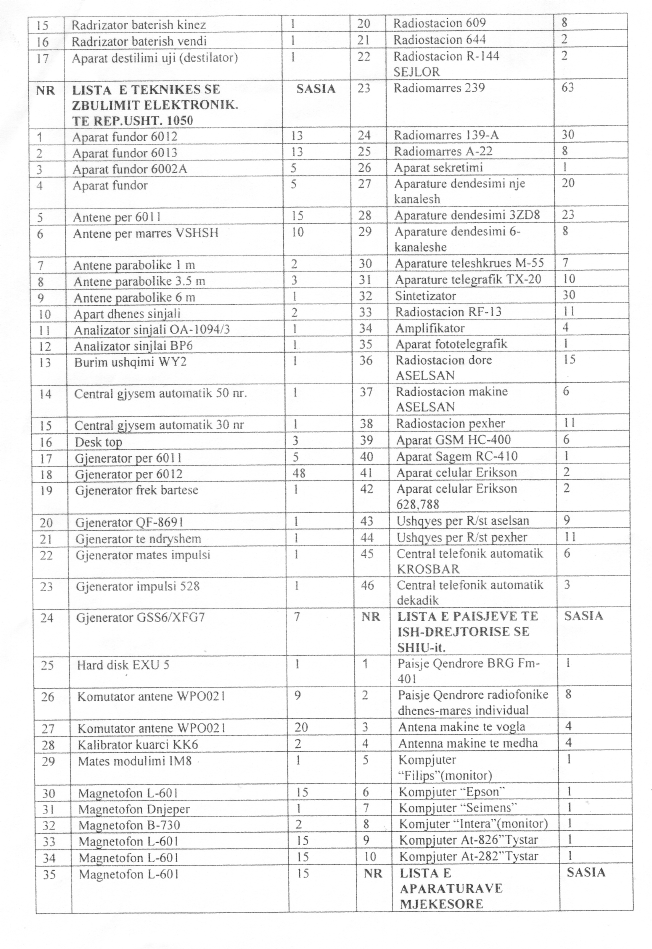 15 Radrizator baterish kinez 1 20 Radiostacion 609 8
16 Radrizator baterish vendi 1 21 Radiostacion 644 2
17 Aparat destilimi uji (destilator) 1 22 Radiostacion R-144 2
SEJLOR
NR LISTA E TEKNIKES SE SASIA 23 Radiomarres 239 63
ZBULIMIT ELEKTRONIK.
TE REP.USHT. 1050
1 Aparat fundor 6012 13 24 Radiomarres 139-A 30
2 Aparat fundor 6013 13 25 Radiomarres A-22 8
3 Aparat fundor 6002A 5 26 Aparat sekretimi 1
4 Aparat fundor 5 27 Aparature dendesimi nje 20
kanalesh
5 Antene per 6011 15 28 Aparature dendesimi 3ZD8 23
6 Antene per marres VSHSH 10 29 Aparature dendesimi 6- 8
kanaleshe
7 Antene parabolike 1 m 2 30 Aparature teleshkrues M-55 7
8 Antene parabolike 3.5 m 3 31 Aparature telegrafik TX-20 10
9 Antene parabolike 6 m 1 32 Sintetizator 30
10 Apart dhenes sinjali 2 33 Radiostacion RF-13 11
11 Analizator sinjali OA-1094/3 1 34 Amplifikator 4
12 Analizator sinjlai BP6 1 35 Aparat fototelegrafik 1
13 Burim ushqimi WY2 1 36 Radiostacion dore 15
ASELSAN
14 Central gjysem automatik 50 nr. 1 37 Radiostacion makine 6
ASELSAN
15 Central gjysem automatik 30 nr 1 38 Radiostacion pexher 11
16 Desk top 3 39 Aparat GSM HC-400 6
17 Gjenerator per 6011 5 40 Aparat Sagem RC-410 1
18 Gjenerator per 6012 48 41 Aparat celular Erikson 2
19 Gjenerator frek bartese 1 42 Aparat celular Erikson 2
628,788
20 Gjenerator QF-8691 1 43 Ushqyes per R/st aselsan 9
21 Gjenerator te ndryshem 1 44 Ushqyes per R/st pexher 11
22 Gjenerator mates impulsi 1 45 Central telefonik automatik 6
KROSBAR
23 Gjenerator impulsi 528 1 46 Central telefonik automatik 3
dekadik
24 Gjenerator GSS6/XFG7 7 NR LISTA E PAISJEVE TE SASIA
ISH-DREJTORISE SE
SHIU-it.
25 Hard disk EXU 5 1 1 Paisje Qendrore BRG Fm- 1
401
26 Komutator antene WPO021 9 2 Paisje Qendrore radiofonike 8
dhenes-mares individual
27 Komutator antene WPO021 20 3 Antena makine te vogla 4
28 Kalibrator kuarci KK6 2 4 Antenna makine te medha 4
29 Mates modulimi IM8 1 5 Kompjuter 1
"Filips"(monitor)
30 Magnetofon L-601 15 6 Kompjuter "Epson" 1
31 Magnetofon Dnjeper 1 7 Kompjuter "Seimens" 1
32 Magnetofon B-730 2 8 Komjuter "Intera"(monitor) 1
33 Magnetofon L-601 15 9 Kompjuter At-826"Tystar 1
34 Magnetofon L-601 15 10 Kompjuter At-282"Tystar 1
35 Magnetofon L-601 15 NR LISTA E SASIA
APARATURAVE
MJEKESORE